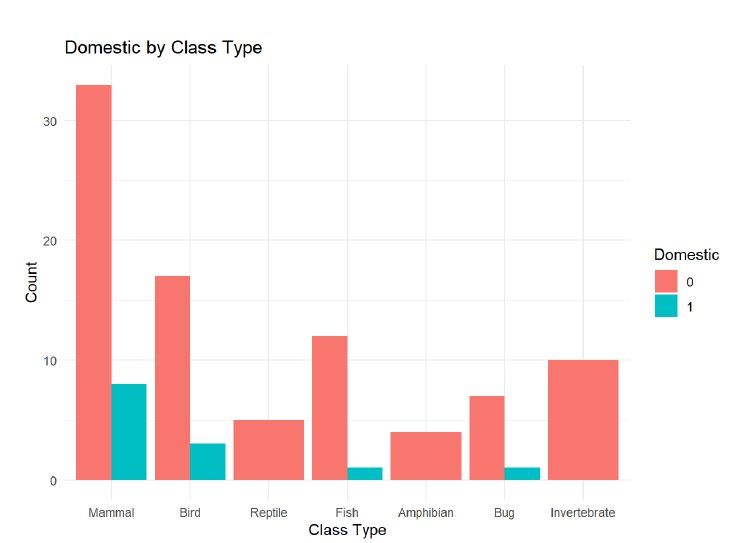 Domestic by Class Type
30
20
10
0
Count
Mammal Bird Reptile Fish Amphibian Bug Invertebrate
Class Type
Domestic
0
1